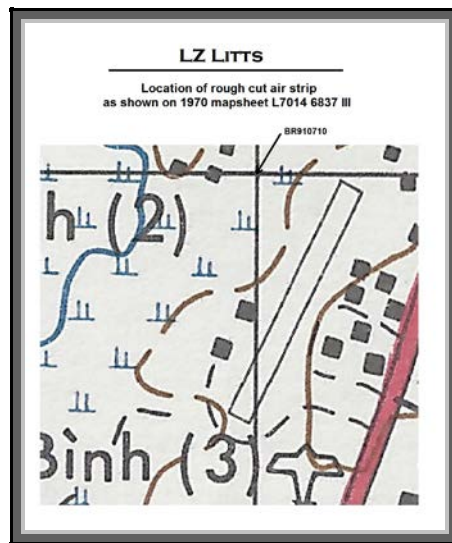 LZ LITTS
Location of rough cut air strip
as shown on 1970 mapsheet L7014 6837 III
BR910710
h (2)
Bình (3)